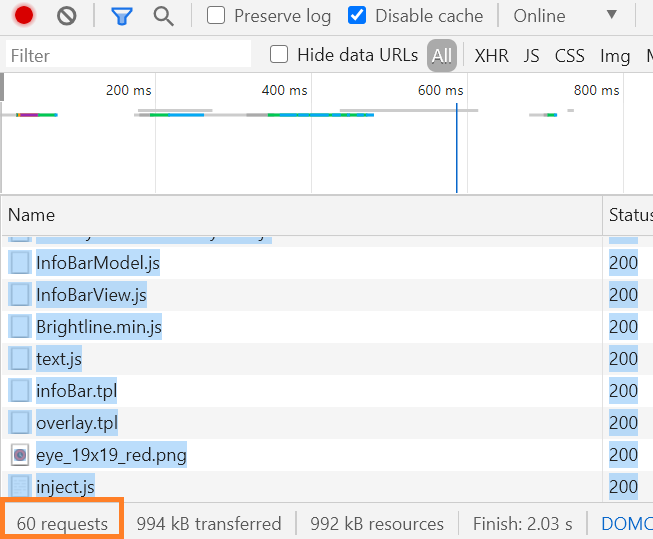 Preserve log Disable cache Online
Filter Hide data URLs All XHR JS CSS Img
200 ms 400 ms 600 ms 800 ms
Name Status
InfoBarModel.js 200
InfoBarView.js 200
Brightline.min.js 200
text.js 200
infoBar.tpl 200
overlay.tpl 200
eye_19x19_red.png 200
inject.js 200
60 requests 994 kB transferred 992 kB resources Finish: 2.03 s DOMC